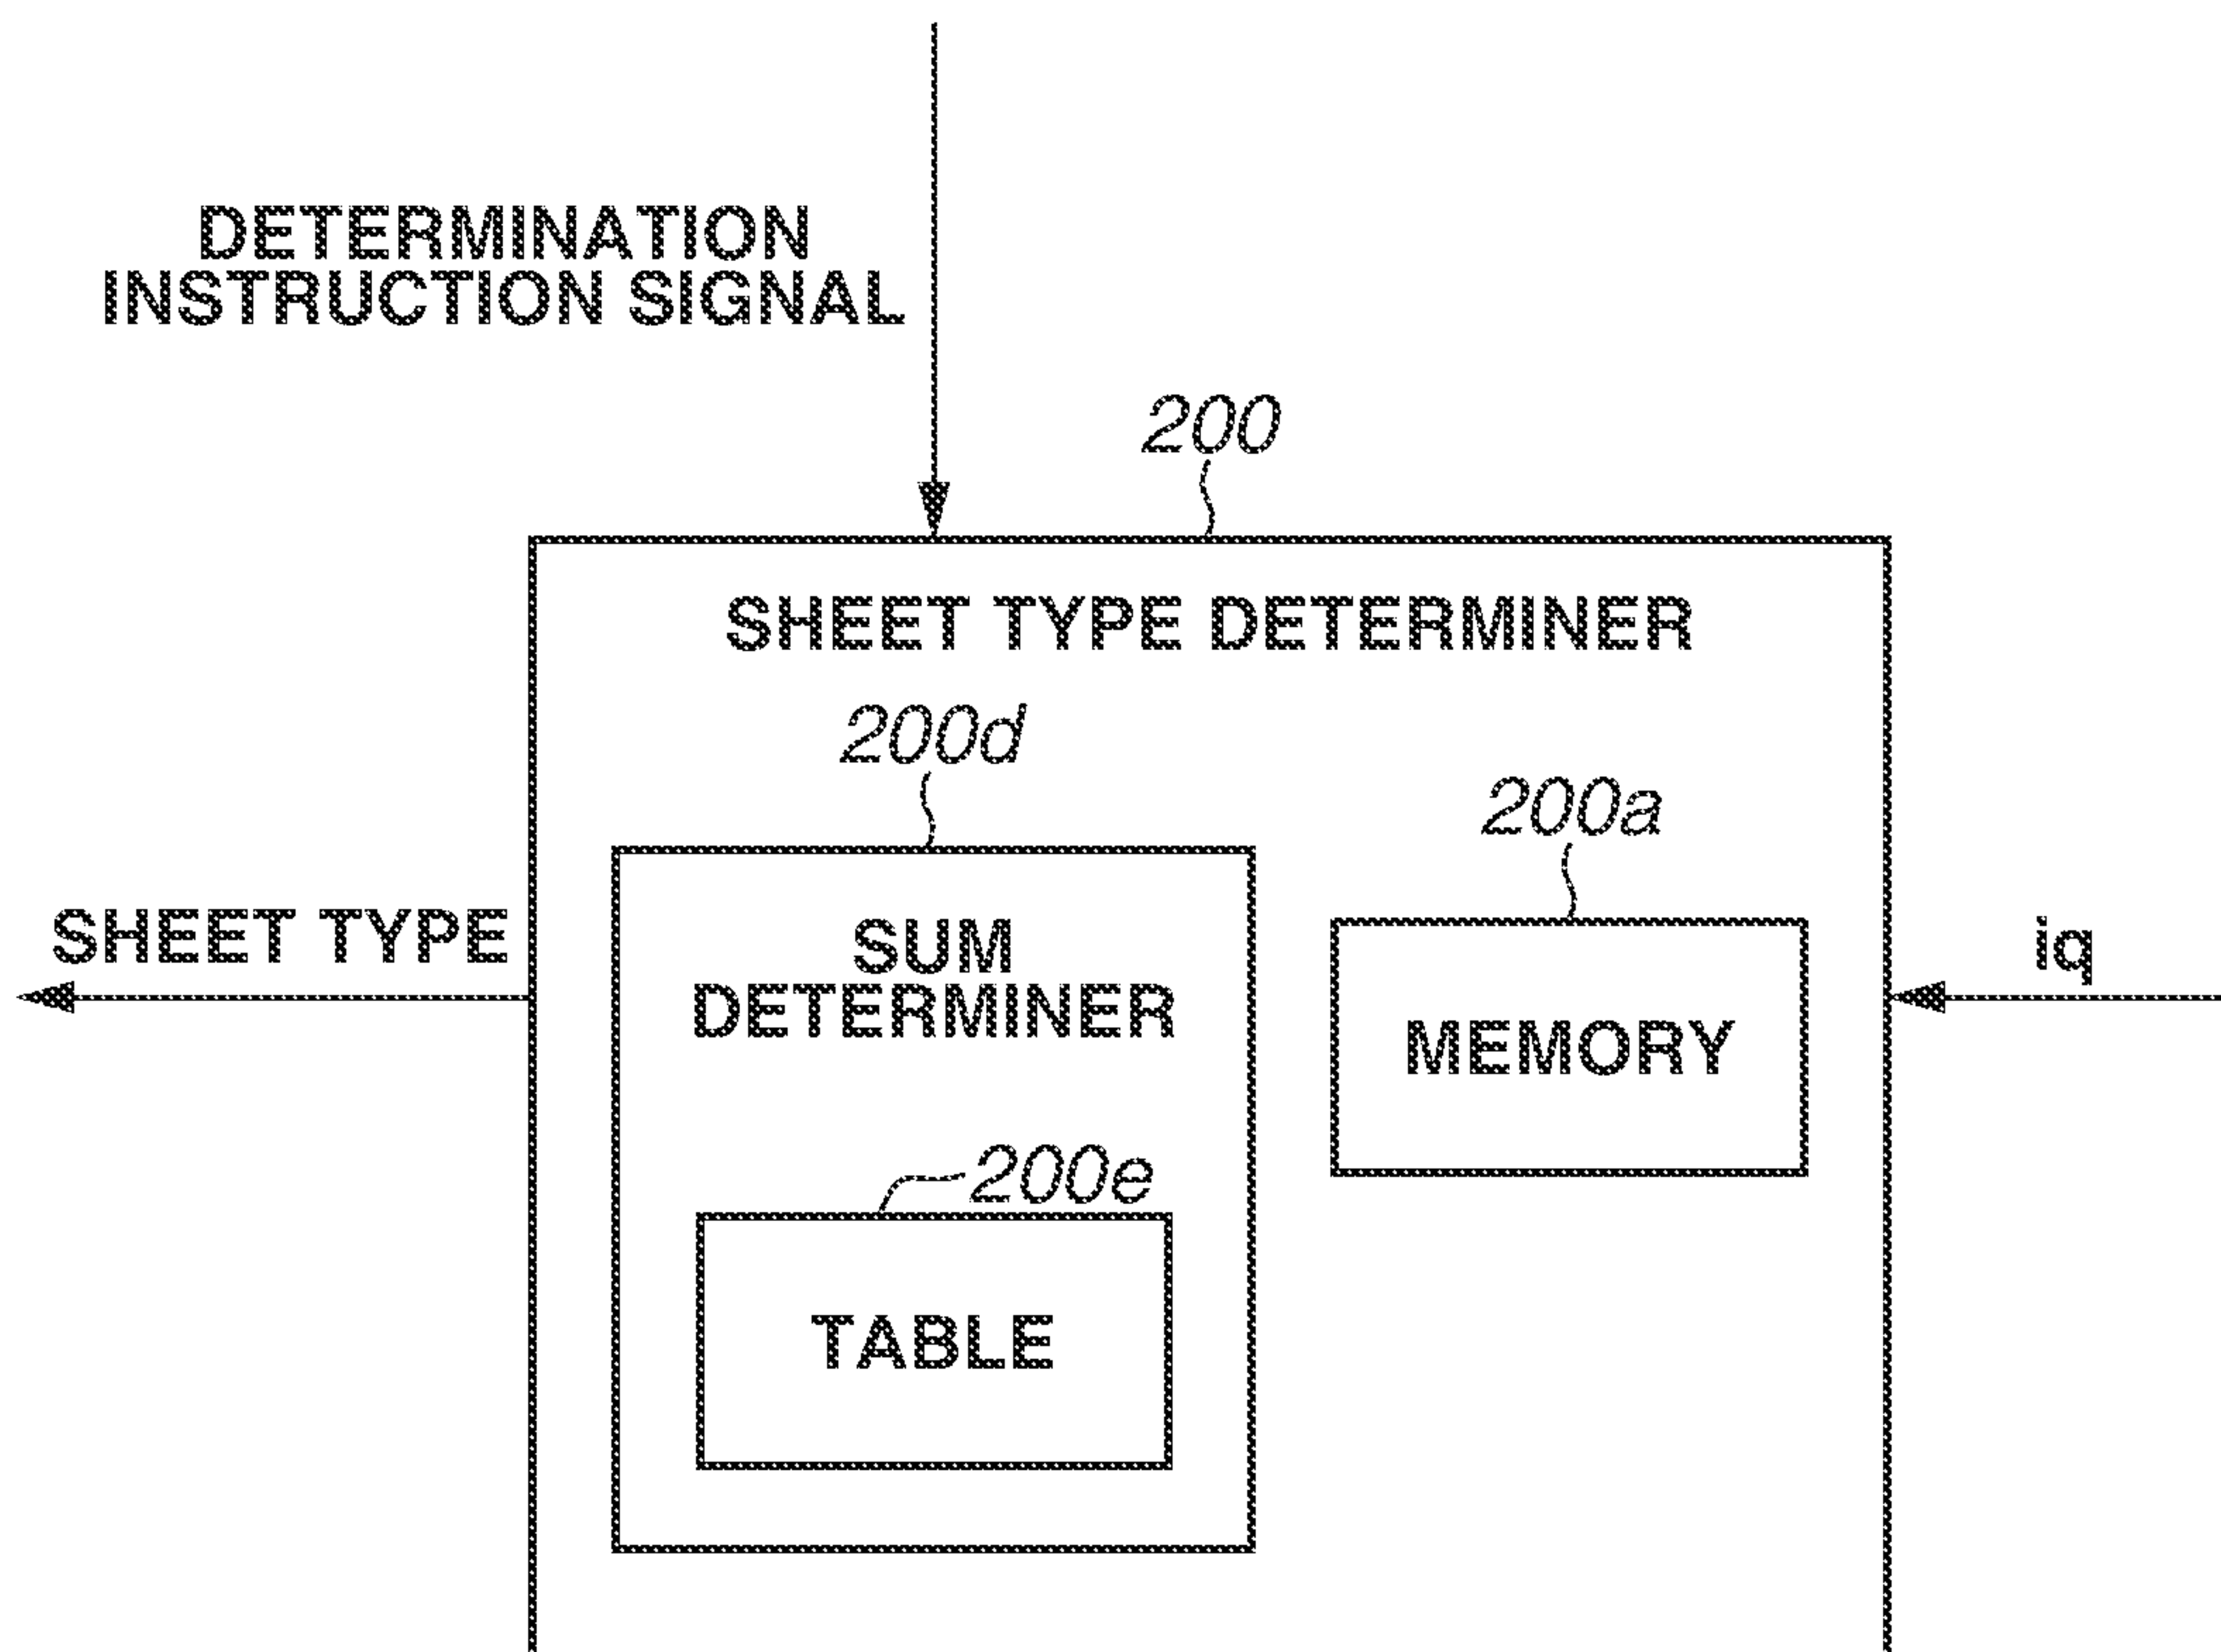 DETERMINATION
INSTRUCTION SIGNAL
200
SHEET TYPE DETERMINER
200d
200a
SHEET TYPE
SUM
DETERMINER
iq
MEMORY
200e
TABLE